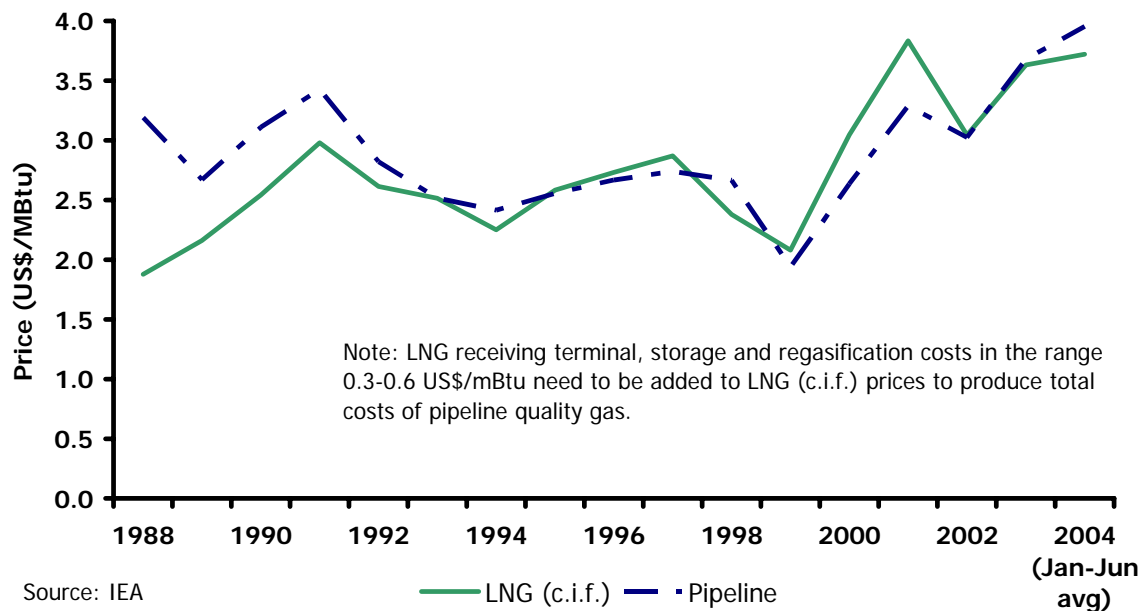 4.0
3.5
3.0
2.5
2.0
1.5
1.0
0.5
0.0
Price (US$/MBtu)
Note: LNG receiving terminal, storage and regasification costs in the range
0.3-0.6 US$/mBtu need to be added to LNG (c.i.f.) prices to produce total
costs of pipeline quality gas.
1988 1990 1992 1994 1996 1998 2000 2002 2004
(Jan-Jun
avg)
Source: IEA
LNG (c.i.f.) Pipeline